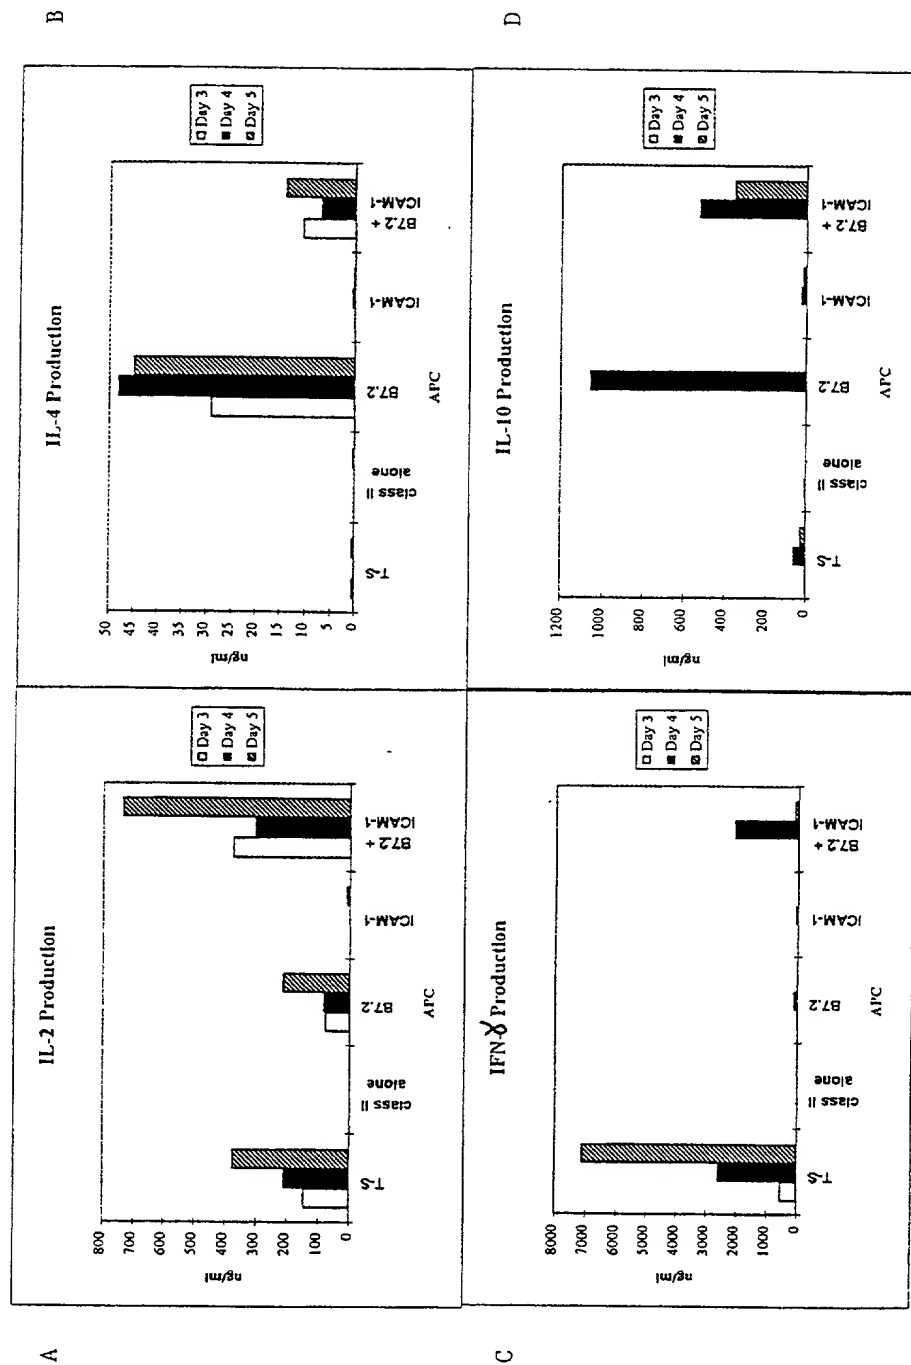 A
IL-2 Production
ng/ml
800
700
600
500
400
300
200
100
0
T-S
class II
alone
B7.2
ICAM-1
B7.2 +
ICAM-1
APC
Day 3
Day 4
Day 5
B
IL-4 Production
ng/ml
50
45
40
35
30
25
20
15
10
5
0
T-S
class II
alone
B7.2
ICAM-1
B7.2 +
ICAM-1
APC
Day 3
Day 4
Day 5
C
IFN-γ Production
ng/ml
8000
7000
6000
5000
4000
3000
2000
1000
0
T-S
class II
alone
B7.2
ICAM-1
B7.2 +
ICAM-1
APC
Day 3
Day 4
Day 5
D
IL-10 Production
ng/ml
1200
1000
800
600
400
200
0
T-S
class II
alone
B7.2
ICAM-1
B7.2 +
ICAM-1
APC
Day 3
Day 4
Day 5